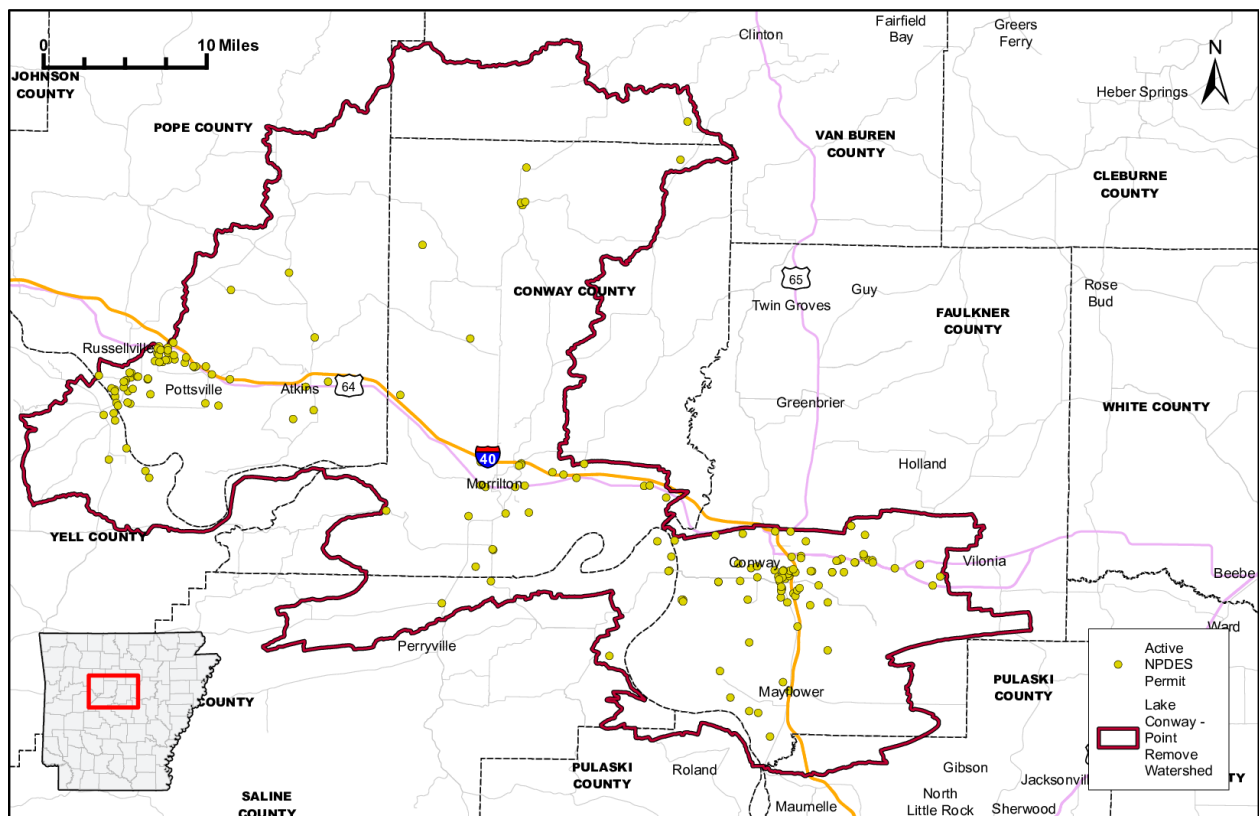 Fairfield
Bay
Greers
Ferry
Clinton
0
10 Miles
N
JOHNSON
COUNTY
Heber Springs
POPE COUNTY
VAN BUREN
COUNTY
CLEBURNE
COUNTY
65
CONWAY COUNTY
Guy
Rose
Bud
Twin Groves
FAULKNER
COUNTY
Russellville
Pottsville
Atkins
64
Greenbrier
WHITE COUNTY
40
Holland
Morrilton
YELL COUNTY
Conway
Vilonia
Beebe
Ward
Perryville
Mayflower
PULASKI
COUNTY
Active
NPDES
Permit
Lake
Conway -
Point
Remove
Watershed
COUNTY
PULASKI
COUNTY
Roland
Gibson
Jacksonvil
TY
SALINE
COUNTY
Maumelle
North
Little Rock
Sherwood